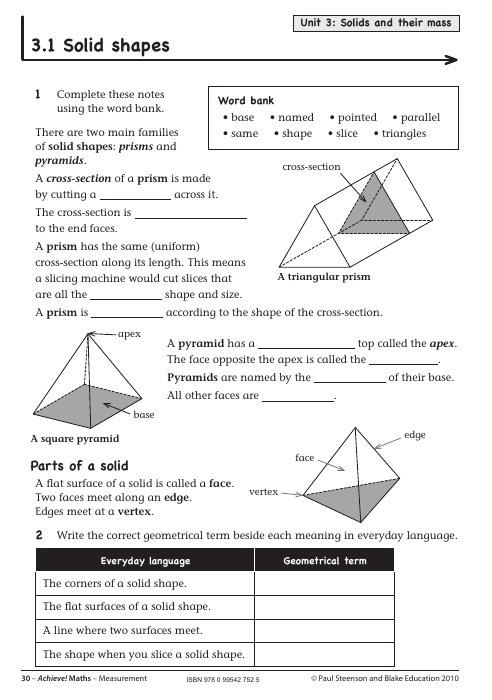 Unit 3: Solids and their mass
3.1 Solid shapes
1 Complete these notes
using the word bank.
Word bank
• base • named • pointed • parallel
• same • shape • slice • triangles
There are two main families
of solid shapes: prisms and
pyramids.
A cross-section of a prism is made
by cutting a ____________ across it.
The cross-section is ____________________
to the end faces.
A prism has the same (uniform)
cross-section along its length. This means
a slicing machine would cut slices that
are all the ____________ shape and size.
A prism is ____________ according to the shape of the cross-section.
cross-section
A triangular prism
apex
base
A square pyramid
A pyramid has a ________________ top called the apex.
The face opposite the apex is called the ____________.
Pyramids are named by the ____________ of their base.
All other faces are ____________.
Parts of a solid
A flat surface of a solid is called a face.
Two faces meet along an edge.
Edges meet at a vertex.
edge
face
vertex
2 Write the correct geometrical term beside each meaning in everyday language.
Everyday language Geometrical term
The corners of a solid shape.
The flat surfaces of a solid shape.
A line where two surfaces meet.
The shape when you slice a solid shape.
30 – Achieve! Maths – Measurement ISBN 978 0 99542 752 5 © Paul Steenson and Blake Education 2010